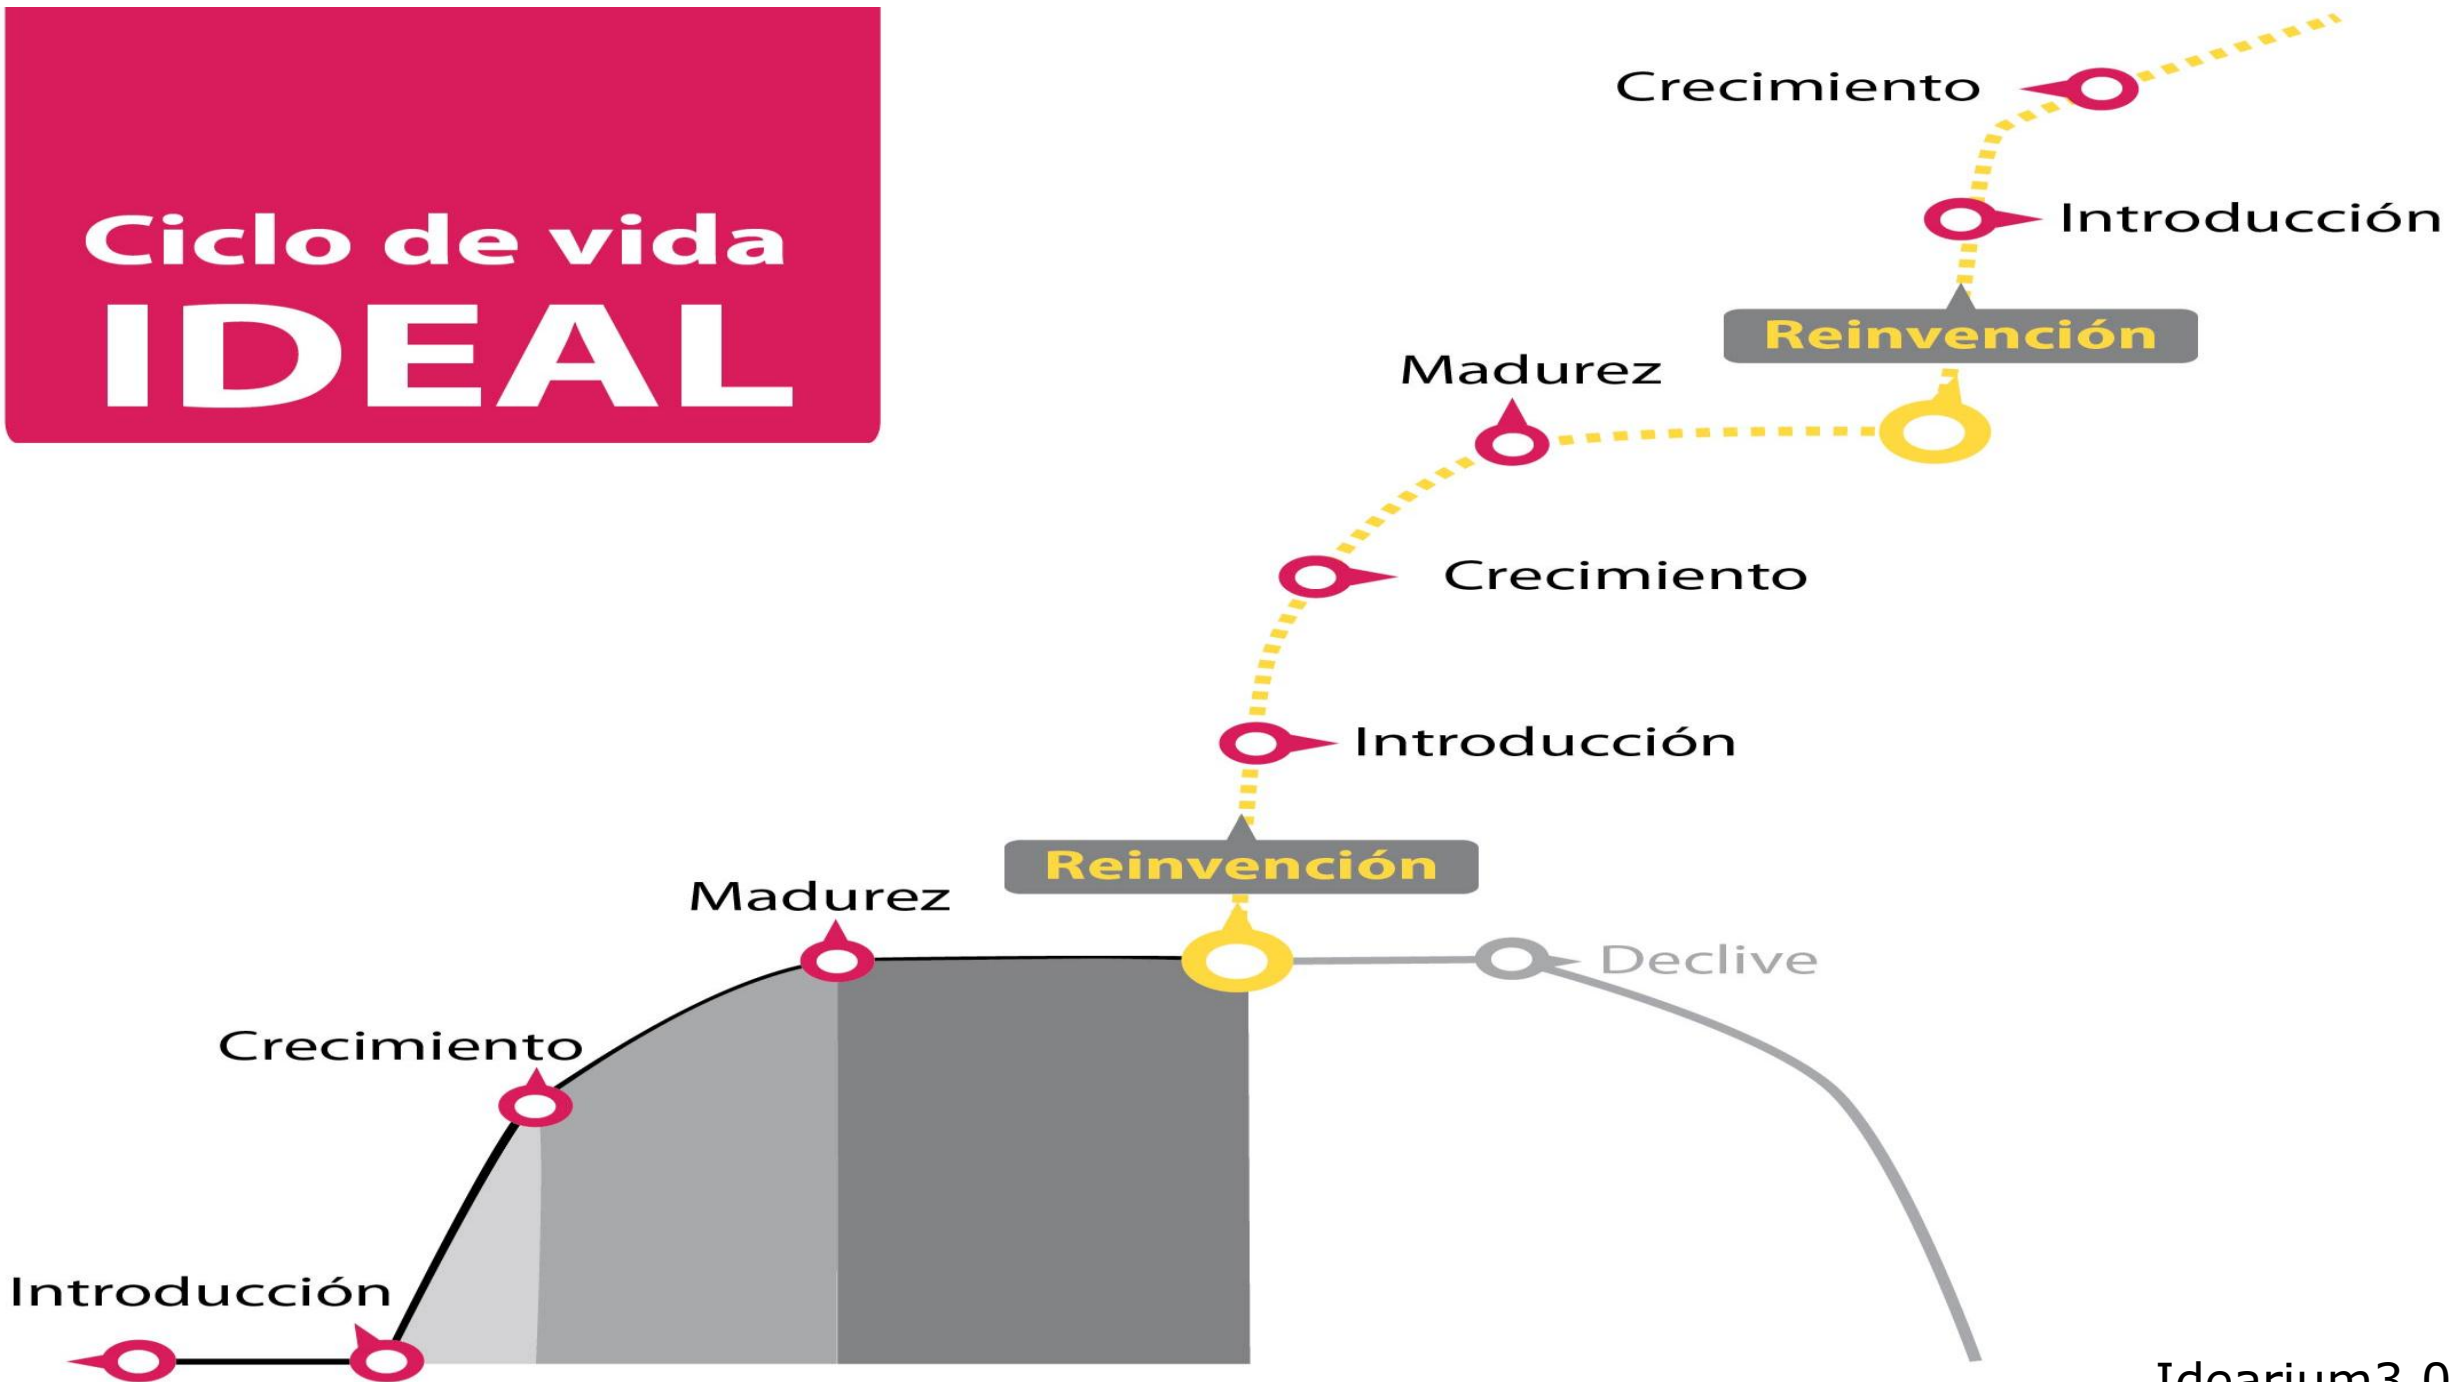 Ciclo de vida
IDEAL
Crecimiento
Introducción
Reinvención
Madurez
Crecimiento
Introducción
Reinvención
Madurez
Declive
Crecimiento
Introducción
Idearium3.0